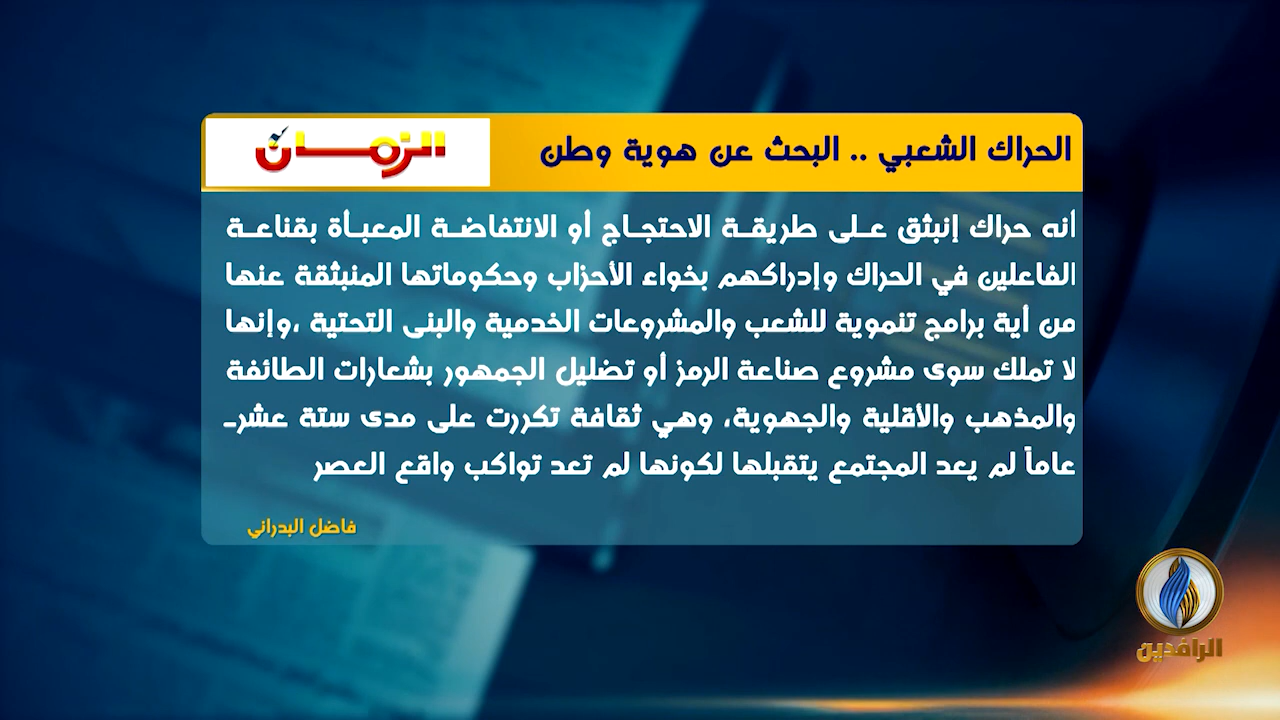 الزمان
الحراك الشعبي .. البحث عن هوية وطن
أنه حراك إنبثق على طريقة الاحتجاج أو الانتفاضة المعبأة بقناعة
الفاعلين في الحراك وإدراكهم بخواء الأحزاب وحكوماتها المنبثقة عنها
من أية برامج تنموية للشعب والمشروعات الخدمية والبنى التحتية ،وإنها
لا تملك سوى مشروع صناعة الرمز أو تضليل الجمهور بشعارات الطائفة
والمذهب والأقلية والجهوية، وهي ثقافة تكررت على مدى ستة عشر
عاماً لم يعد المجتمع يتقبلها لكونها لم تعد تواكب واقع العصر
فاضل البدراني
الرافدين